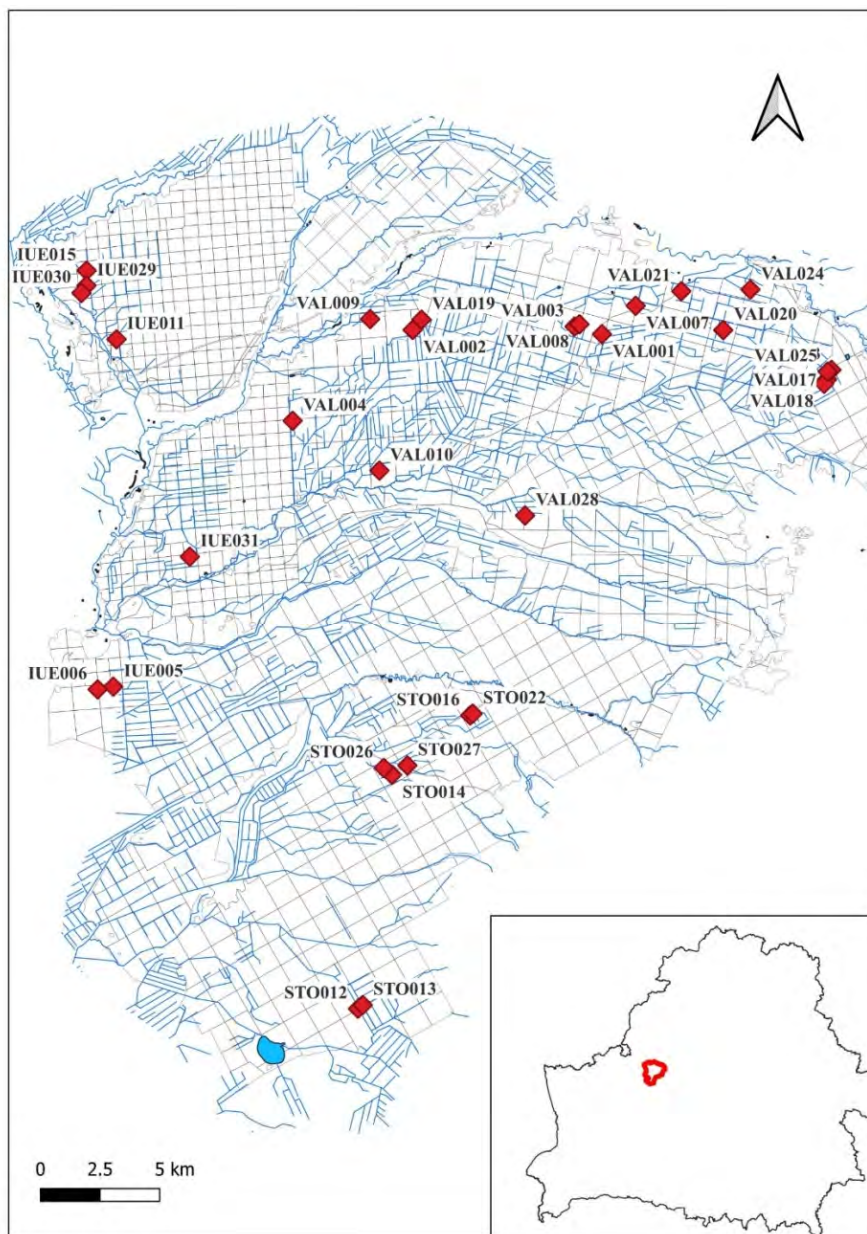 IUE015
IUE029
IUE030
IUE011
VAL009
VAL019
VAL002
VAL003
VAL008
VAL021
VAL024
VAL007
VAL020
VAL001
VAL025
VAL017
VAL018
VAL004
VAL010
VAL028
IUE031
IUE006
IUE005
STO016
STO022
STO026
STO027
STO014
STO012
STO013
0 2.5 5 km